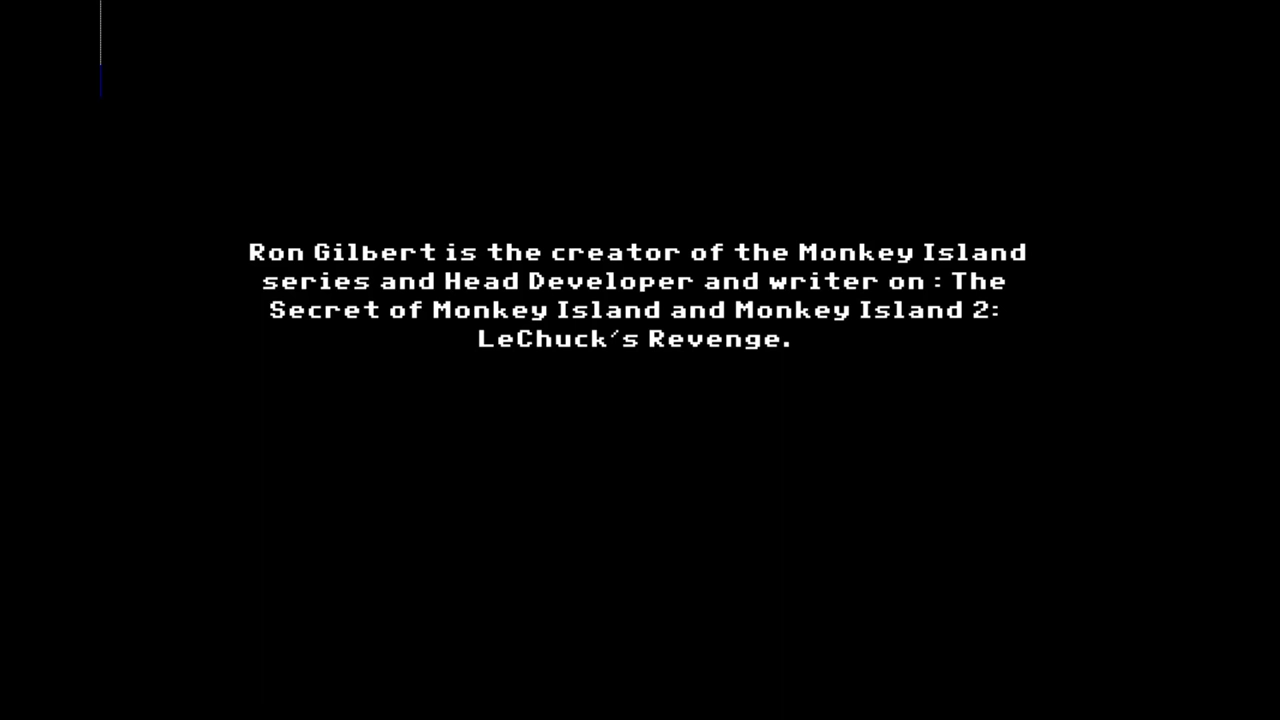 Ron Gilbert is the creator of the Monkey Island
series and Head Developer and writer on : The
Secret of Monkey Island and Monkey Island 2:
LeChuck's Revenge.